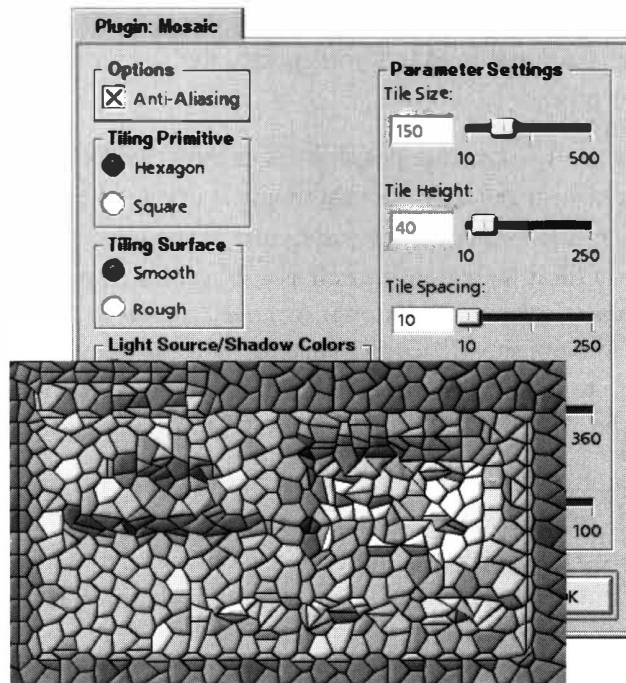 Plugin: Mosaic
Options
Anti-Aliasing
Tiling Primitive
Hexagon
Square
Tiling Surface
Smooth
Rough
Light Source/Shadow Colors
Parameter Settings
Tile Size:
150
10 500
Tile Height:
40
10 250
Tile Spacing:
10
10 250
360
100